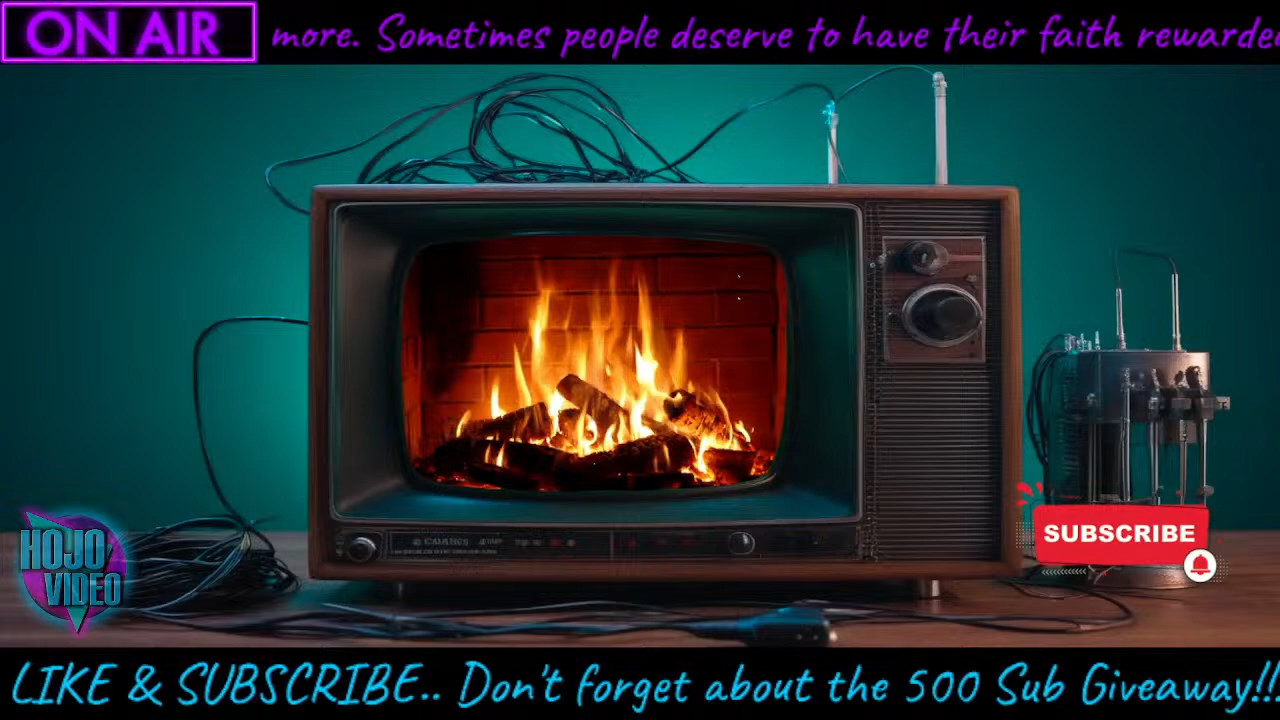 ON AIR
more. Sometimes people deserve to have their faith rewarded
HOJO
VIDEO
SUBSCRIBE
LIKE & SUBSCRIBE.. Don't forget about the 500 Sub Giveaway!!